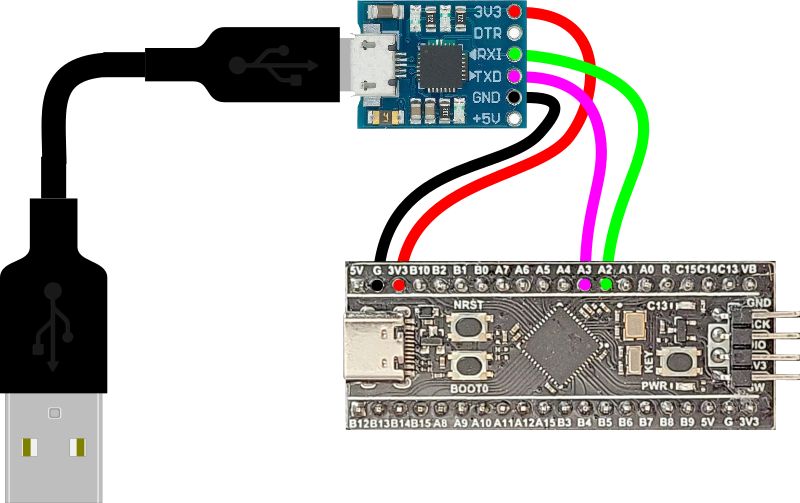 3V3
DTR
RXI
TXD
GND
+5V
5V G 3V3 B10 B2 B1 B0 A7 A6 A5 A4 A3 A2 A1 A0 R C15 C14 C13 VB
NRST
C13
GND
CK
IO
V3
KEY
BOOT0
PWR
SW
B12 B13 B14 B15 A8 A9 A10 A11 A12 A15 B3 B4 B5 B6 B7 B8 B9 5V G 3V3